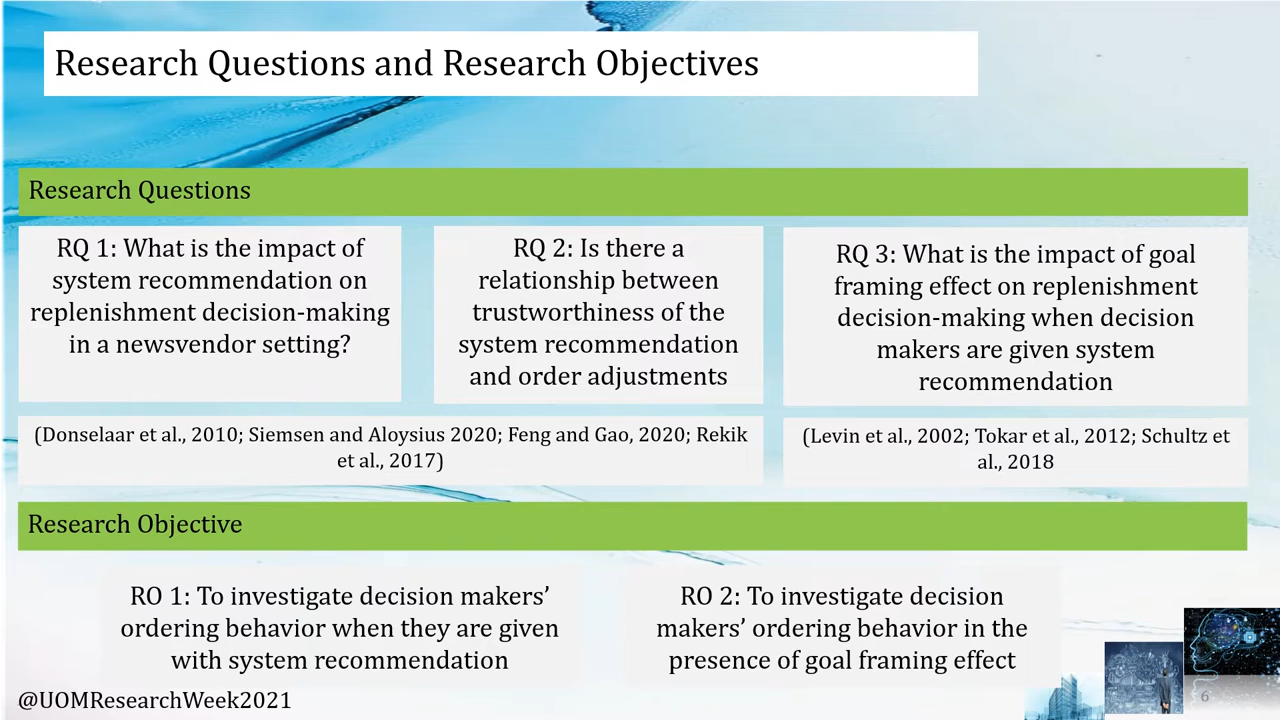 Research Questions and Research Objectives
Research Questions
RQ 1: What is the impact of
system recommendation on
replenishment decision-making
in a newsvendor setting?
RQ 2: Is there a
relationship between
trustworthiness of the
system recommendation
and order adjustments
RQ 3: What is the impact of goal
framing effect on replenishment
decision-making when decision
makers are given system
recommendation
(Donselaar et al., 2010; Siemsen and Aloysius 2020; Feng and Gao, 2020; Rekik
et al., 2017)
(Levin et al., 2002; Tokar et al., 2012; Schultz et
al., 2018
Research Objective
RO 1: To investigate decision makers’
ordering behavior when they are given
with system recommendation
RO 2: To investigate decision
makers’ ordering behavior in the
presence of goal framing effect
@UOMResearchWeek2021
6